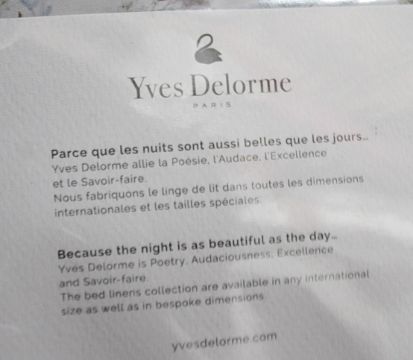 Yves Delorme
PARIS
Parce que les nuits sont aussi belles que les jours...
Yves Delorme allie la Poésie, l'Audace, l'Excellence
et le Savoir-faire.
Nous fabriquons le linge de lit dans toutes les dimensions
internationales et les tailles spéciales.
Because the night is as beautiful as the day...
Yves Delorme is Poetry, Audaciousness, Excellence
and Savoir-faire.
The bed linens collection are available in any international
size as well as in bespoke dimensions.
yvesdelorme.com